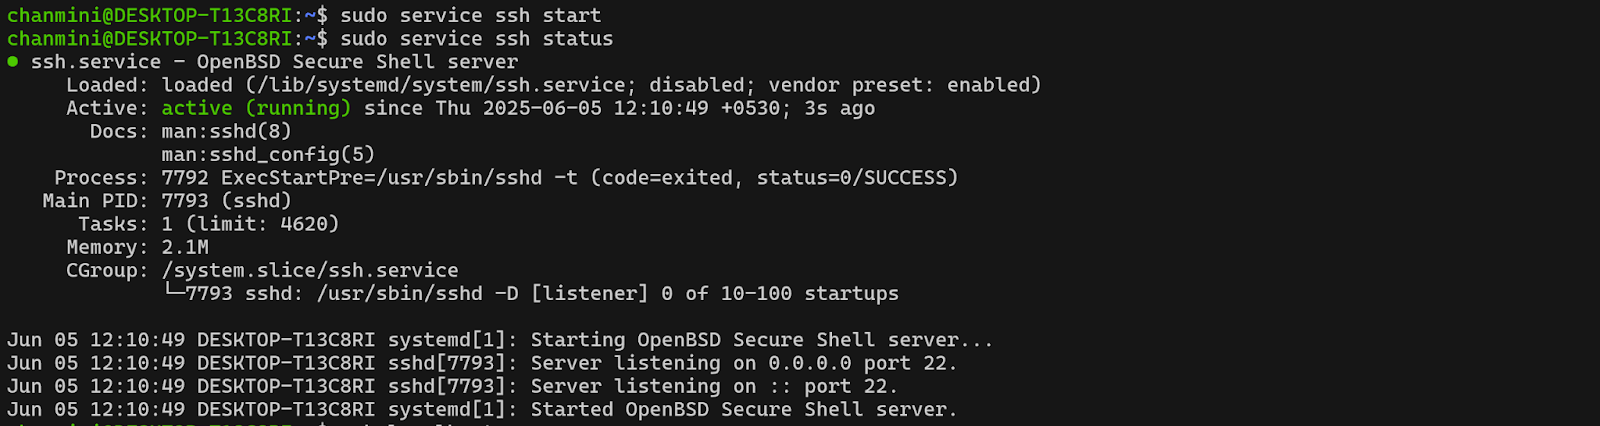 chanmini@DESKTOP-T13C8RI:~$ sudo service ssh start
chanmini@DESKTOP-T13C8RI:~$ sudo service ssh status
● ssh.service - OpenBSD Secure Shell server
Loaded: loaded (/lib/systemd/system/ssh.service; disabled; vendor preset: enabled)
Active: active (running) since Thu 2025-06-05 12:10:49 +0530; 3s ago
Docs: man:sshd(8)
man:sshd_config(5)
Process: 7792 ExecStartPre=/usr/sbin/sshd -t (code=exited, status=0/SUCCESS)
Main PID: 7793 (sshd)
Tasks: 1 (limit: 4620)
Memory: 2.1M
CGroup: /system.slice/ssh.service
└─7793 sshd: /usr/sbin/sshd -D [listener] 0 of 10-100 startups
Jun 05 12:10:49 DESKTOP-T13C8RI systemd[1]: Starting OpenBSD Secure Shell server...
Jun 05 12:10:49 DESKTOP-T13C8RI sshd[7793]: Server listening on 0.0.0.0 port 22.
Jun 05 12:10:49 DESKTOP-T13C8RI sshd[7793]: Server listening on :: port 22.
Jun 05 12:10:49 DESKTOP-T13C8RI systemd[1]: Started OpenBSD Secure Shell server.